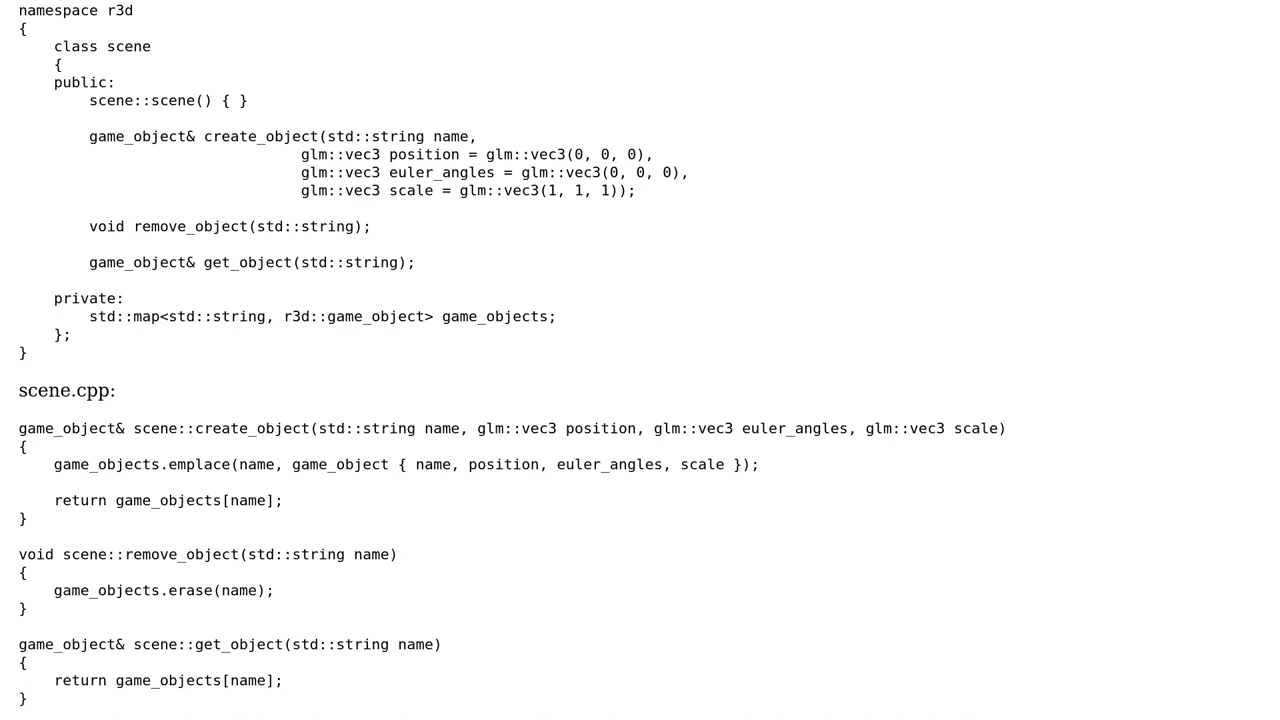 namespace r3d
{
    class scene
    {
    public:
        scene::scene() { }

        game_object& create_object(std::string name,
                                glm::vec3 position = glm::vec3(0, 0, 0),
                                glm::vec3 euler_angles = glm::vec3(0, 0, 0),
                                glm::vec3 scale = glm::vec3(1, 1, 1));

        void remove_object(std::string);

        game_object& get_object(std::string);

    private:
        std::map<std::string, r3d::game_object> game_objects;
    };
}
scene.cpp:
game_object& scene::create_object(std::string name, glm::vec3 position, glm::vec3 euler_angles, glm::vec3 scale)
{
    game_objects.emplace(name, game_object { name, position, euler_angles, scale });

    return game_objects[name];
}

void scene::remove_object(std::string name)
{
    game_objects.erase(name);
}

game_object& scene::get_object(std::string name)
{
    return game_objects[name];
}